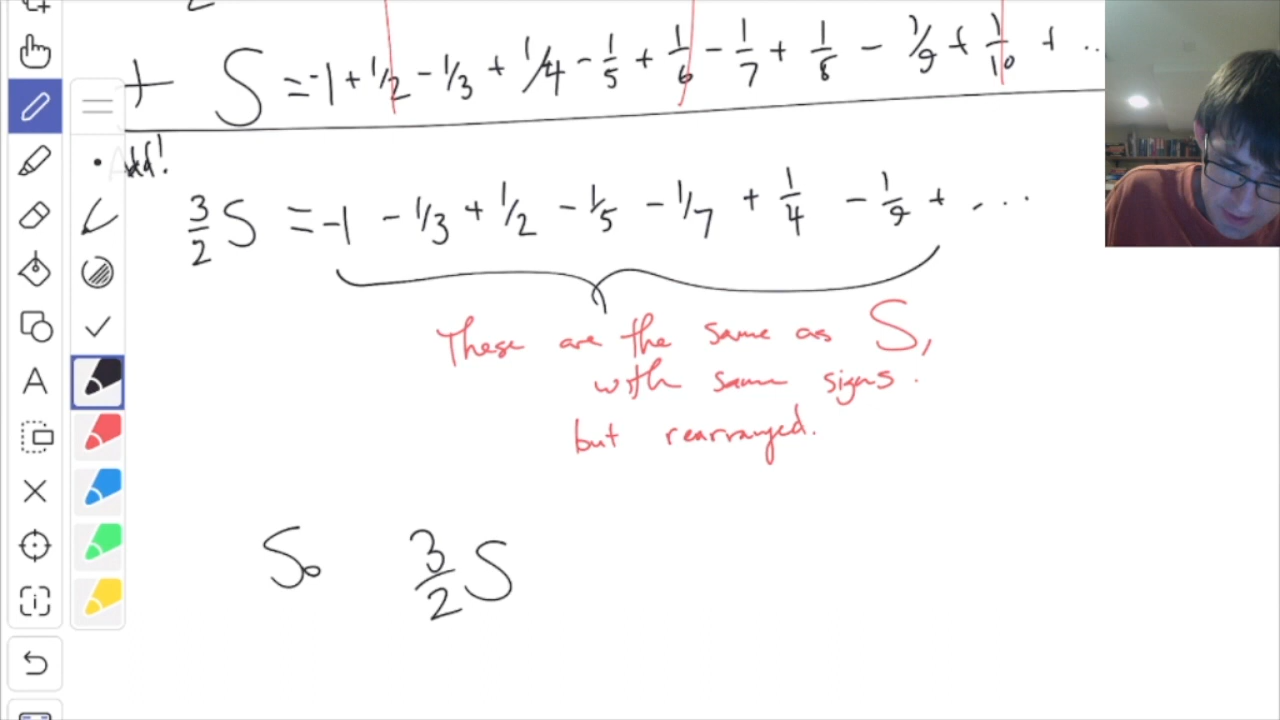 + S = -1 + 1/2 - 1/3 + 1/4 - 1/5 + 1/6 - 1/7 + 1/8 - 1/9 + 1/10 + ..
Add!
3/2 S = -1 - 1/3 + 1/2 - 1/5 - 1/7 + 1/4 - 1/9 + ...
These are the same as S,
with same signs.
but rearranged.
So 3/2 S
A